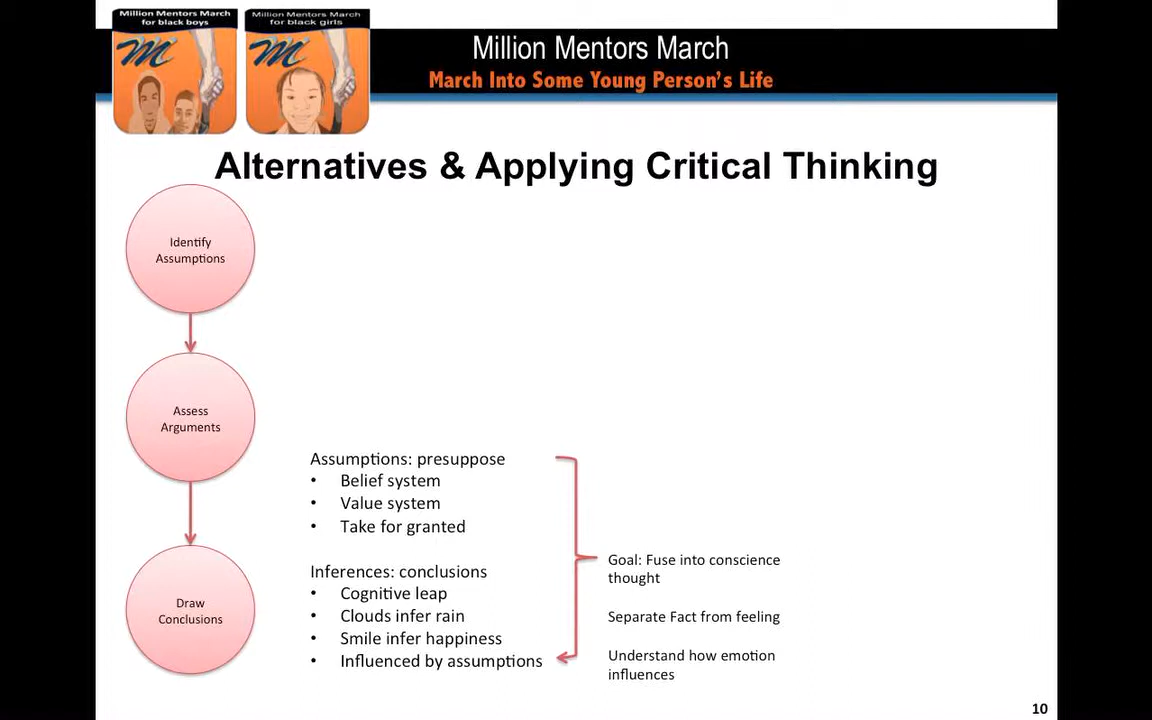 Million Mentors March
for black boys
Million Mentors March
for black girls
Million Mentors March
March Into Some Young Person's Life
Alternatives & Applying Critical Thinking
Identify
Assumptions
Assess
Arguments
Draw
Conclusions
Assumptions: presuppose
• Belief system
• Value system
• Take for granted
Inferences: conclusions
• Cognitive leap
• Clouds infer rain
• Smile infer happiness
• Influenced by assumptions
Goal: Fuse into conscience
thought
Separate Fact from feeling
Understand how emotion
influences
10